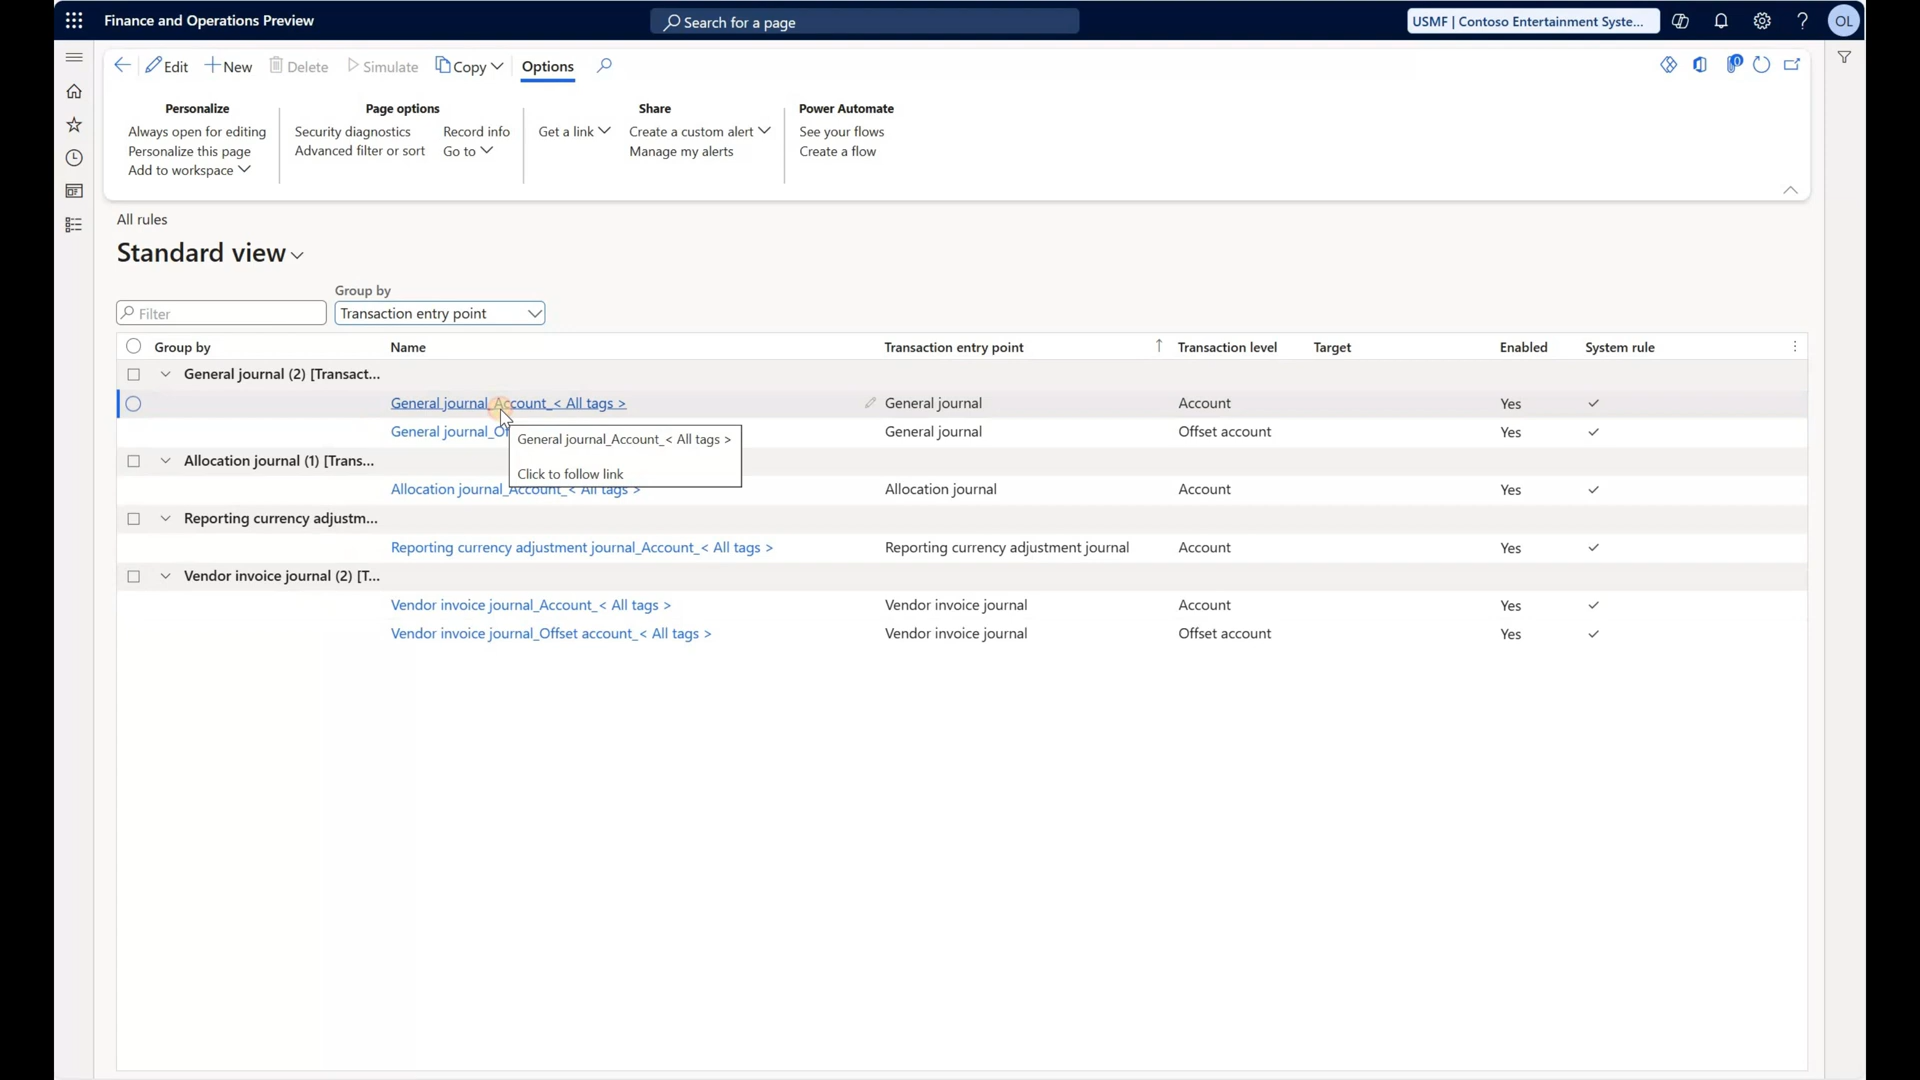 Finance and Operations Preview
Search for a page
USMF | Contoso Entertainment Syste...
OL
Edit
New
Delete
Simulate
Copy
Options
0
Personalize
Always open for editing
Personalize this page
Add to workspace
Page options
Security diagnostics
Advanced filter or sort
Record info
Go to
Share
Get a link
Create a custom alert
Manage my alerts
Power Automate
See your flows
Create a flow
All rules
Standard view
Group by
Filter
Transaction entry point
Group by Name Transaction entry point Transaction level Target Enabled System rule
General journal (2) [Transact...
General journal_Account_< All tags > General journal Account Yes
General journal_Of General journal Offset account Yes
General journal_Account_< All tags >
Click to follow link
Allocation journal (1) [Trans...
Allocation journal_Account_< All tags > Allocation journal Account Yes
Reporting currency adjustm...
Reporting currency adjustment journal_Account_< All tags > Reporting currency adjustment journal Account Yes
Vendor invoice journal (2) [T...
Vendor invoice journal_Account_< All tags > Vendor invoice journal Account Yes
Vendor invoice journal_Offset account_< All tags > Vendor invoice journal Offset account Yes